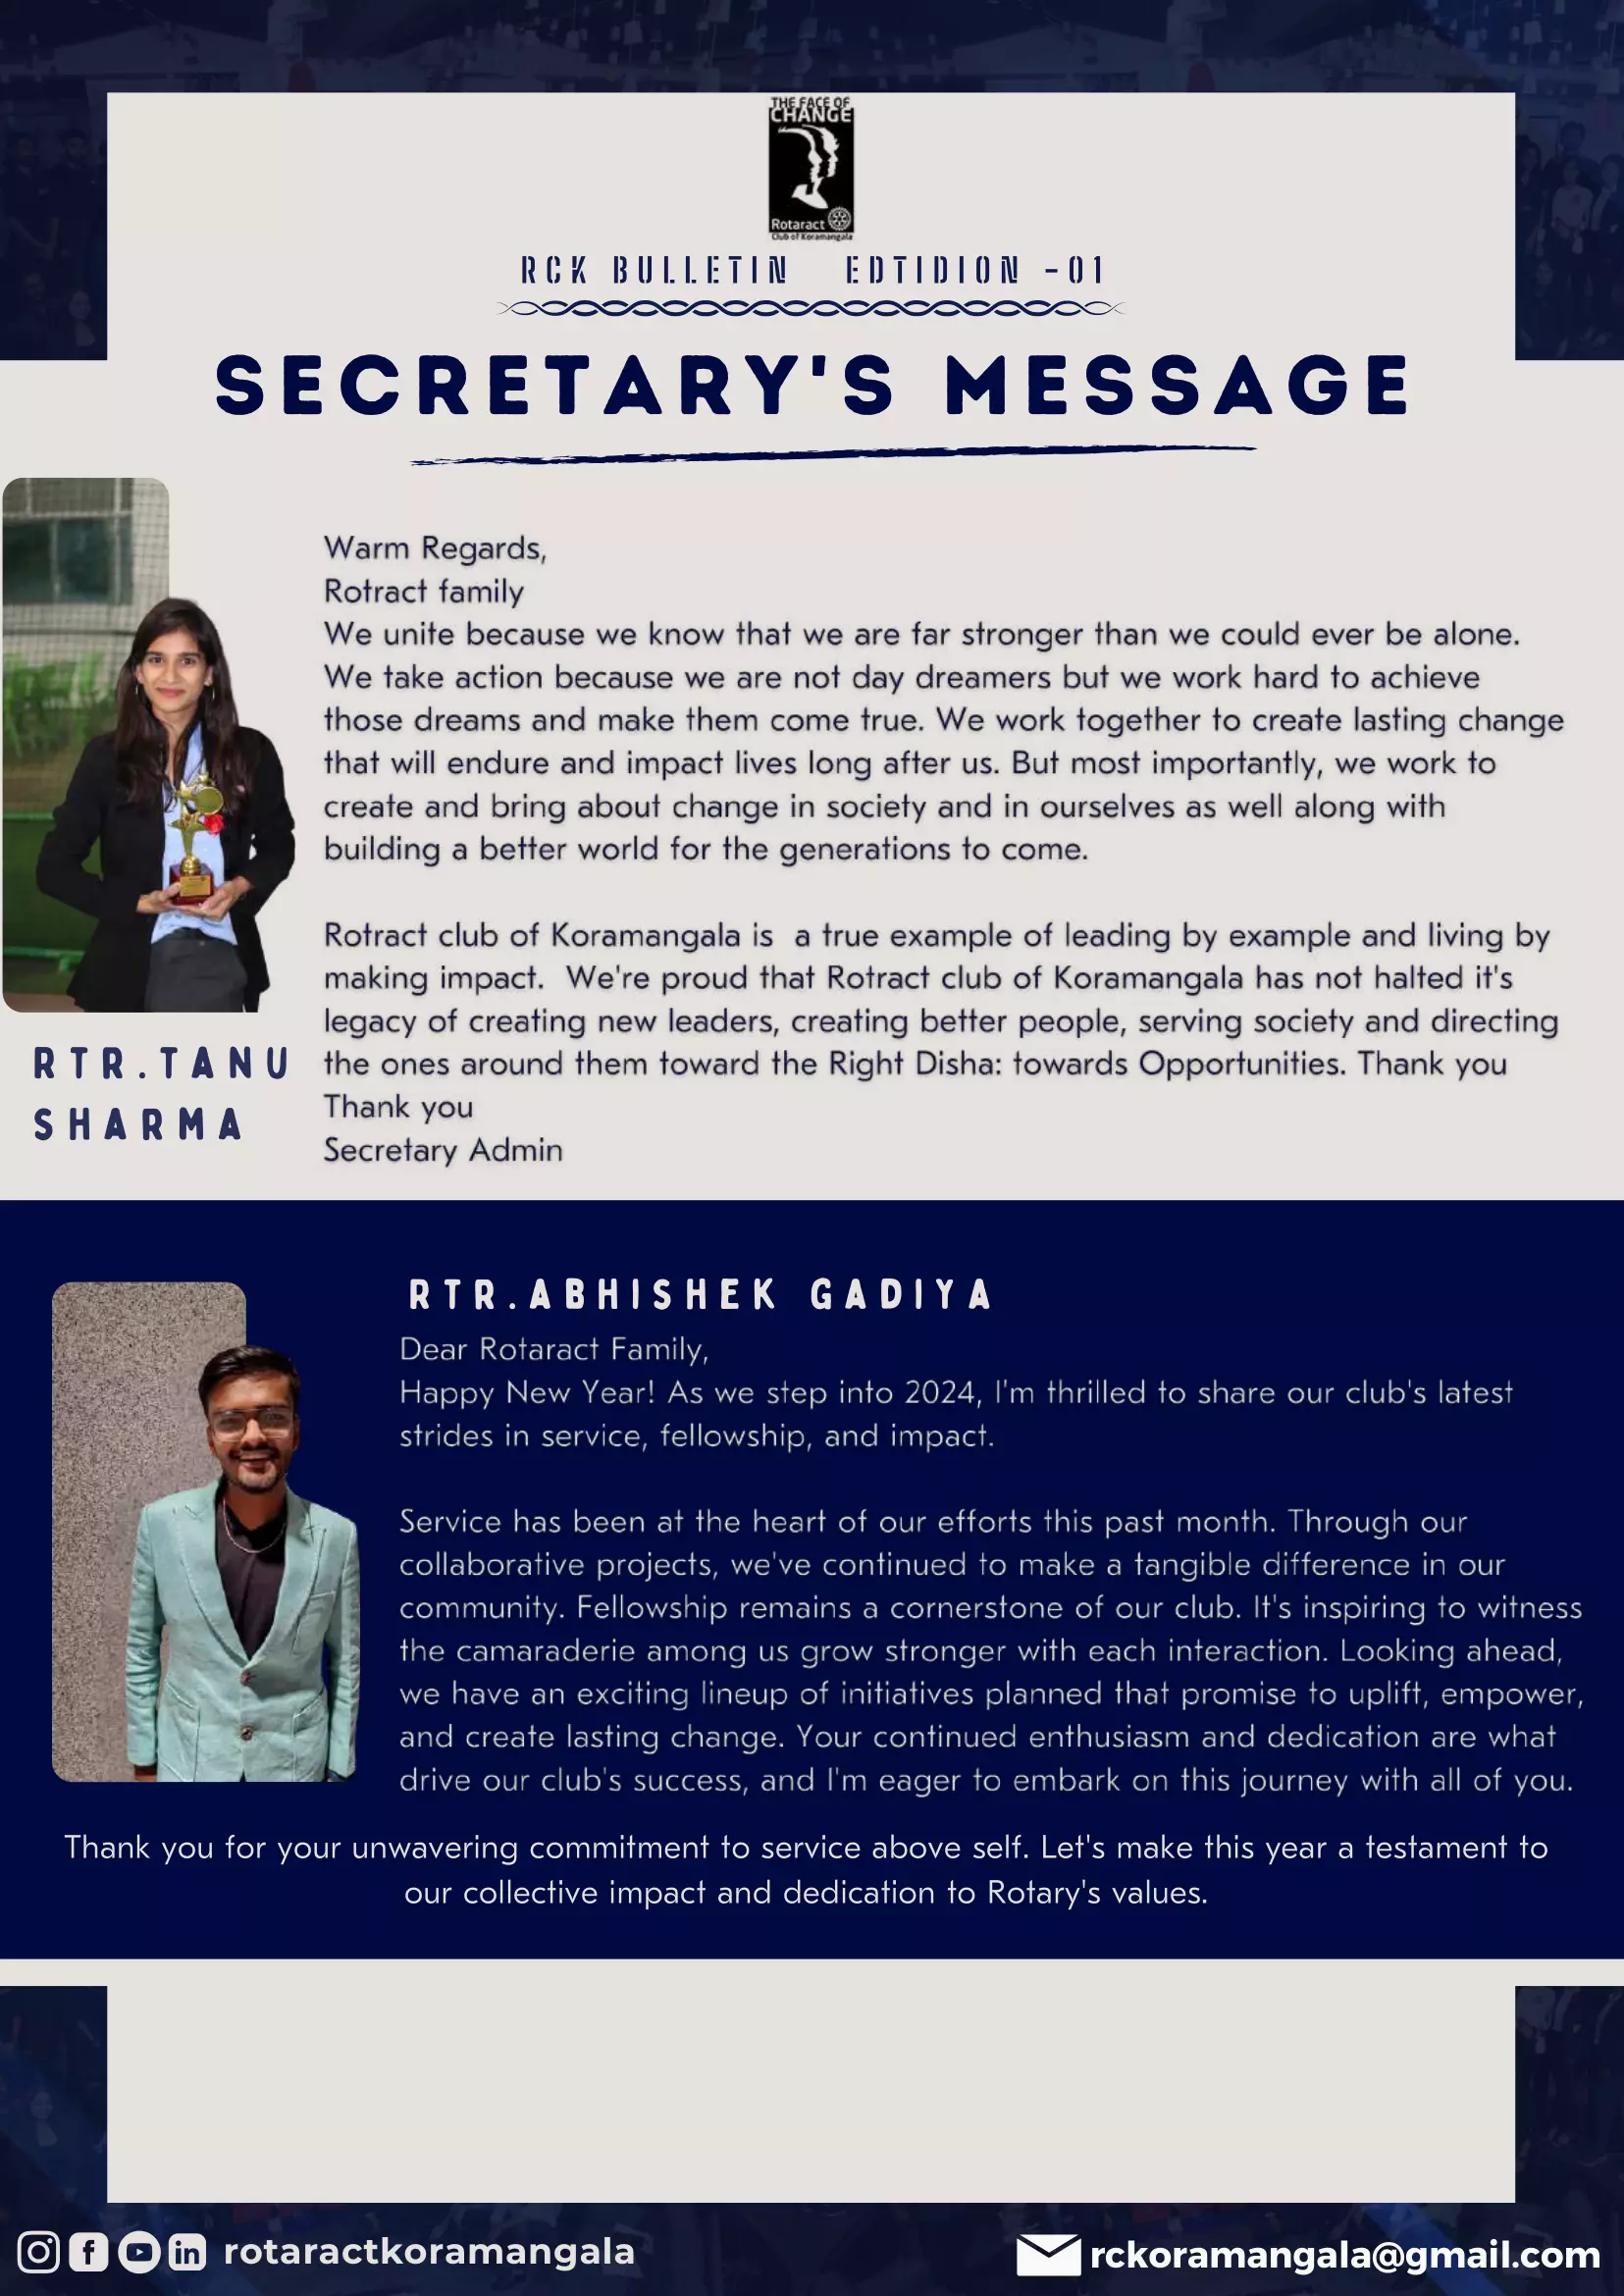 THE FACE OF
CHANGE
Rotaract
Club of Koramangala
RCK BULLETIN EDTIDION -01
SECRETARY'S MESSAGE
Warm Regards,
Rotract family
We unite because we know that we are far stronger than we could ever be alone.
We take action because we are not day dreamers but we work hard to achieve
those dreams and make them come true. We work together to create lasting change
that will endure and impact lives long after us. But most importantly, we work to
create and bring about change in society and in ourselves as well along with
building a better world for the generations to come.
Rotract club of Koramangala is a true example of leading by example and living by
making impact. We're proud that Rotract club of Koramangala has not halted it's
legacy of creating new leaders, creating better people, serving society and directing
the ones around them toward the Right Disha: towards Opportunities. Thank you
Thank you
Secretary Admin
RTR.TANU
SHARMA
RTR.ABHISHEK GADIYA
Dear Rotaract Family,
Happy New Year! As we step into 2024, I'm thrilled to share our club's latest
strides in service, fellowship, and impact.
Service has been at the heart of our efforts this past month. Through our
collaborative projects, we've continued to make a tangible difference in our
community. Fellowship remains a cornerstone of our club. It's inspiring to witness
the camaraderie among us grow stronger with each interaction. Looking ahead,
we have an exciting lineup of initiatives planned that promise to uplift, empower,
and create lasting change. Your continued enthusiasm and dedication are what
drive our club's success, and I'm eager to embark on this journey with all of you.
Thank you for your unwavering commitment to service above self. Let's make this year a testament to
our collective impact and dedication to Rotary's values.
rotaractkoramangala
rckoramangala@gmail.com